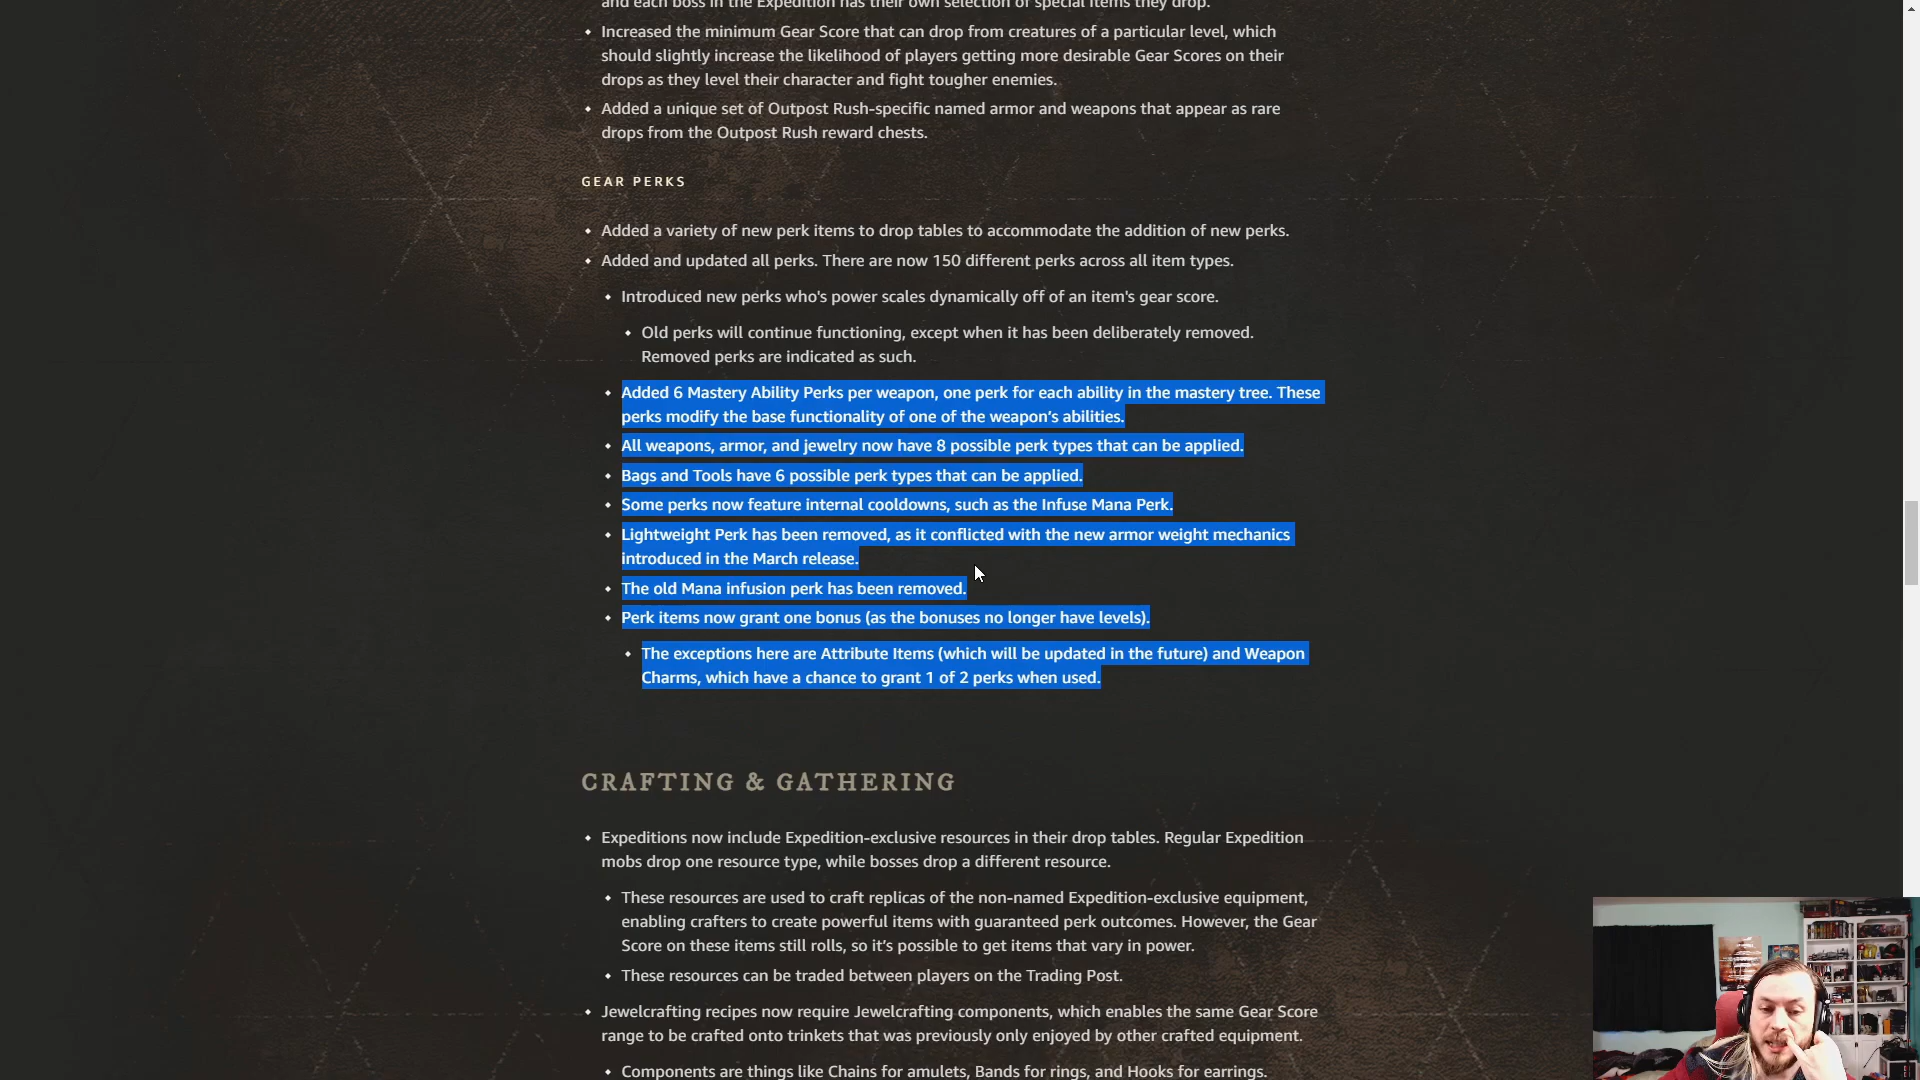 and each boss in the Expedition has their own selection of special items they drop.
Increased the minimum Gear Score that can drop from creatures of a particular level, which
should slightly increase the likelihood of players getting more desirable Gear Scores on their
drops as they level their character and fight tougher enemies.
Added a unique set of Outpost Rush-specific named armor and weapons that appear as rare
drops from the Outpost Rush reward chests.
GEAR PERKS
Added a variety of new perk items to drop tables to accommodate the addition of new perks.
Added and updated all perks. There are now 150 different perks across all item types.
Introduced new perks who's power scales dynamically off of an item's gear score.
Old perks will continue functioning, except when it has been deliberately removed.
Removed perks are indicated as such.
Added 6 Mastery Ability Perks per weapon, one perk for each ability in the mastery tree. These
perks modify the base functionality of one of the weapon’s abilities.
All weapons, armor, and jewelry now have 8 possible perk types that can be applied.
Bags and Tools have 6 possible perk types that can be applied.
Some perks now feature internal cooldowns, such as the Infuse Mana Perk.
Lightweight Perk has been removed, as it conflicted with the new armor weight mechanics
introduced in the March release.
The old Mana infusion perk has been removed.
Perk items now grant one bonus (as the bonuses no longer have levels).
The exceptions here are Attribute Items (which will be updated in the future) and Weapon
Charms, which have a chance to grant 1 of 2 perks when used.
CRAFTING & GATHERING
Expeditions now include Expedition-exclusive resources in their drop tables. Regular Expedition
mobs drop one resource type, while bosses drop a different resource.
These resources are used to craft replicas of the non-named Expedition-exclusive equipment,
enabling crafters to create powerful items with guaranteed perk outcomes. However, the Gear
Score on these items still rolls, so it’s possible to get items that vary in power.
These resources can be traded between players on the Trading Post.
Jewelcrafting recipes now require Jewelcrafting components, which enables the same Gear Score
range to be crafted onto trinkets that was previously only enjoyed by other crafted equipment.
Components are things like Chains for amulets, Bands for rings, and Hooks for earrings.